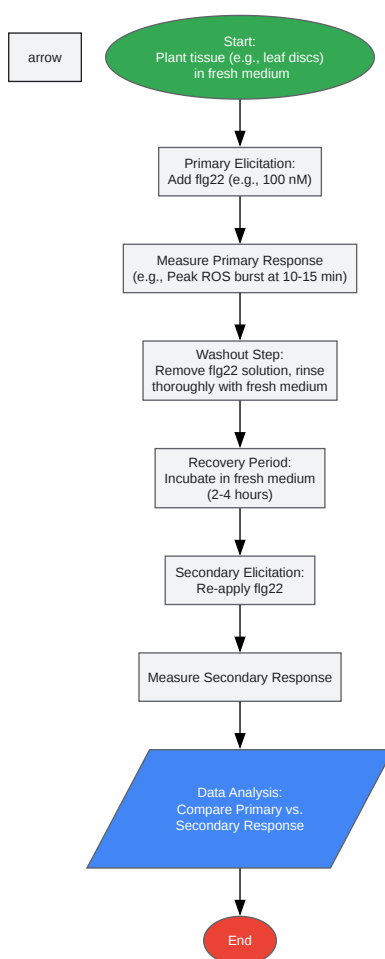 arrow
Start:
Plant tissue (e.g., leaf discs)
in fresh medium
Primary Elicitation:
Add flg22 (e.g., 100 nM)
Measure Primary Response
(e.g., Peak ROS burst at 10-15 min)
Washout Step:
Remove flg22 solution, rinse
thoroughly with fresh medium
Recovery Period:
Incubate in fresh medium
(2-4 hours)
Secondary Elicitation:
Re-apply flg22
Measure Secondary Response
Data Analysis:
Compare Primary vs.
Secondary Response
End